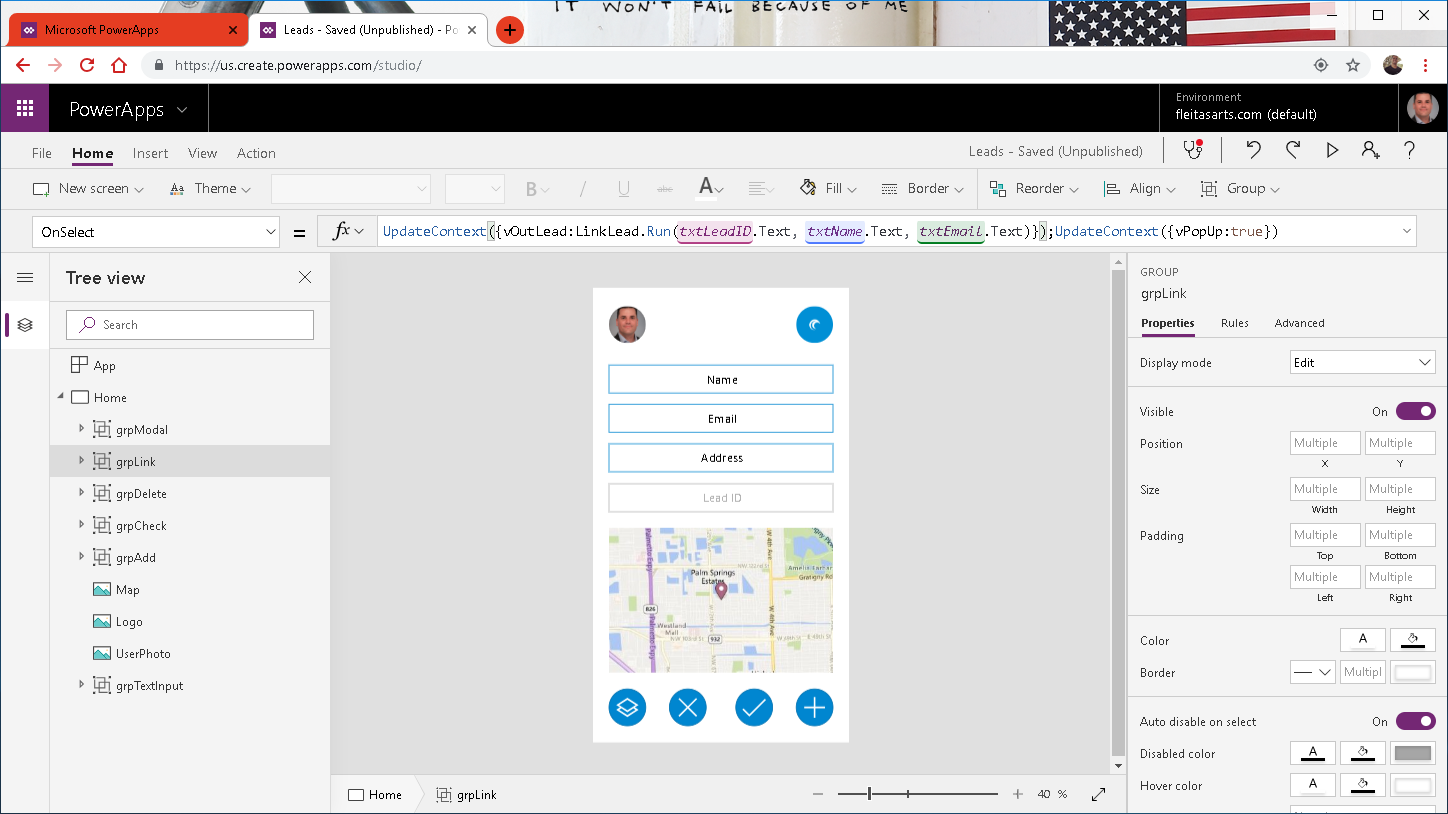 IT WON'T FAIL BECAUSE OF ME
Microsoft PowerApps
Leads - Saved (Unpublished) - Po
https://us.create.powerapps.com/studio/
PowerApps
Environment
fleitasarts.com (default)
File Home Insert View Action
Leads - Saved (Unpublished)
New screen Theme B / U abc A Fill Border Reorder Align Group
OnSelect = fx UpdateContext({vOutLead:LinkLead.Run(txtLeadID.Text, txtName.Text, txtEmail.Text)});UpdateContext({vPopUp:true})
Tree view
Search
App
Home
grpModal
grpLink
grpDelete
grpCheck
grpAdd
Map
Logo
UserPhoto
grpTextInput
Name
Email
Address
Lead ID
Palm Springs
Estates
826
Westland
Mall
932
Home grpLink
40 %
GROUP
grpLink
Properties Rules Advanced
Display mode Edit
Visible On
Position Multiple Multiple
X Y
Size Multiple Multiple
Width Height
Padding Multiple Multiple
Top Bottom
Multiple Multiple
Left Right
Color A
Border Multipl
Auto disable on select On
Disabled color A
Hover color A